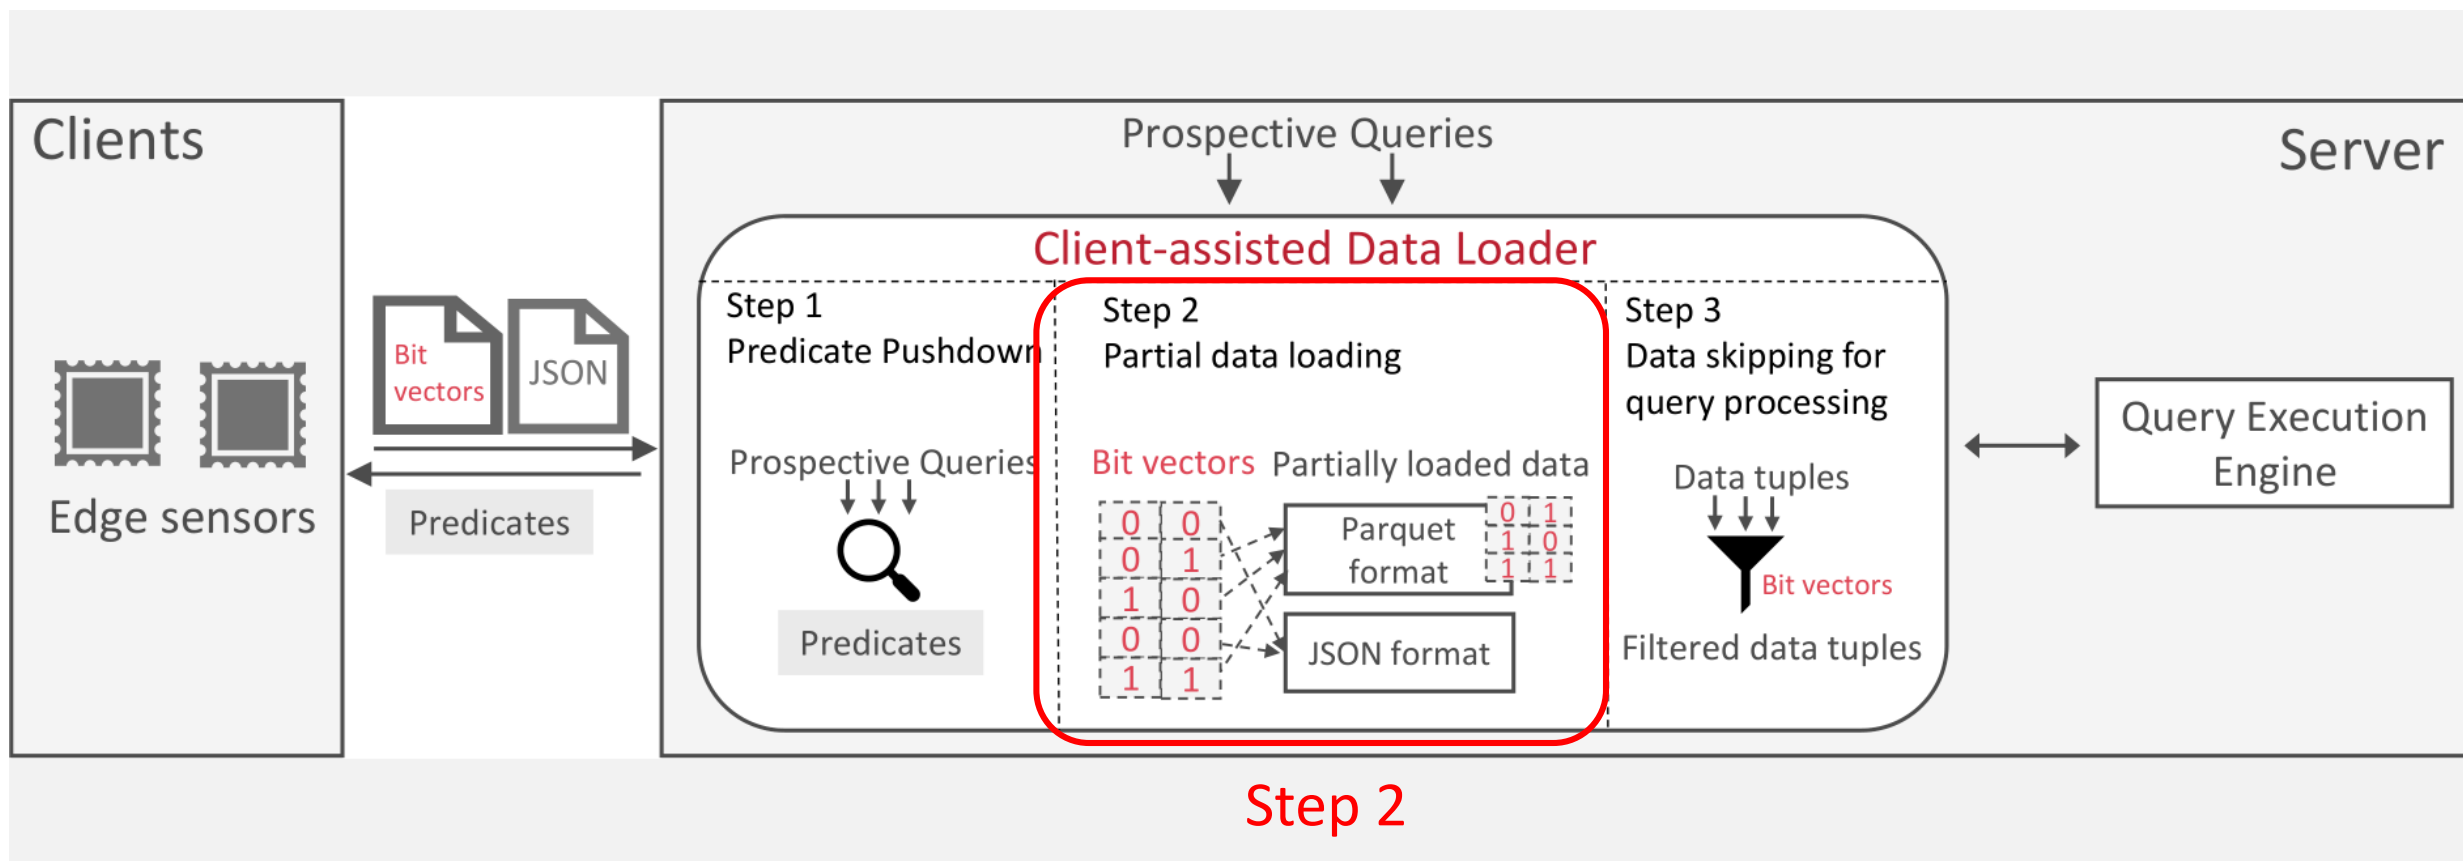 Clients
Edge sensors
Bit
vectors
JSON
Predicates
Server
Prospective Queries
Client-assisted Data Loader
Step 1
Predicate Pushdown
Prospective Queries
Predicates
Step 2
Partial data loading
Bit vectors
Partially loaded data
0 0
0 1
1 0
0 0
1 1
Parquet
format
0 1
1 0
1 1
JSON format
Step 3
Data skipping for
query processing
Data tuples
Bit vectors
Filtered data tuples
Query Execution
Engine
Step 2